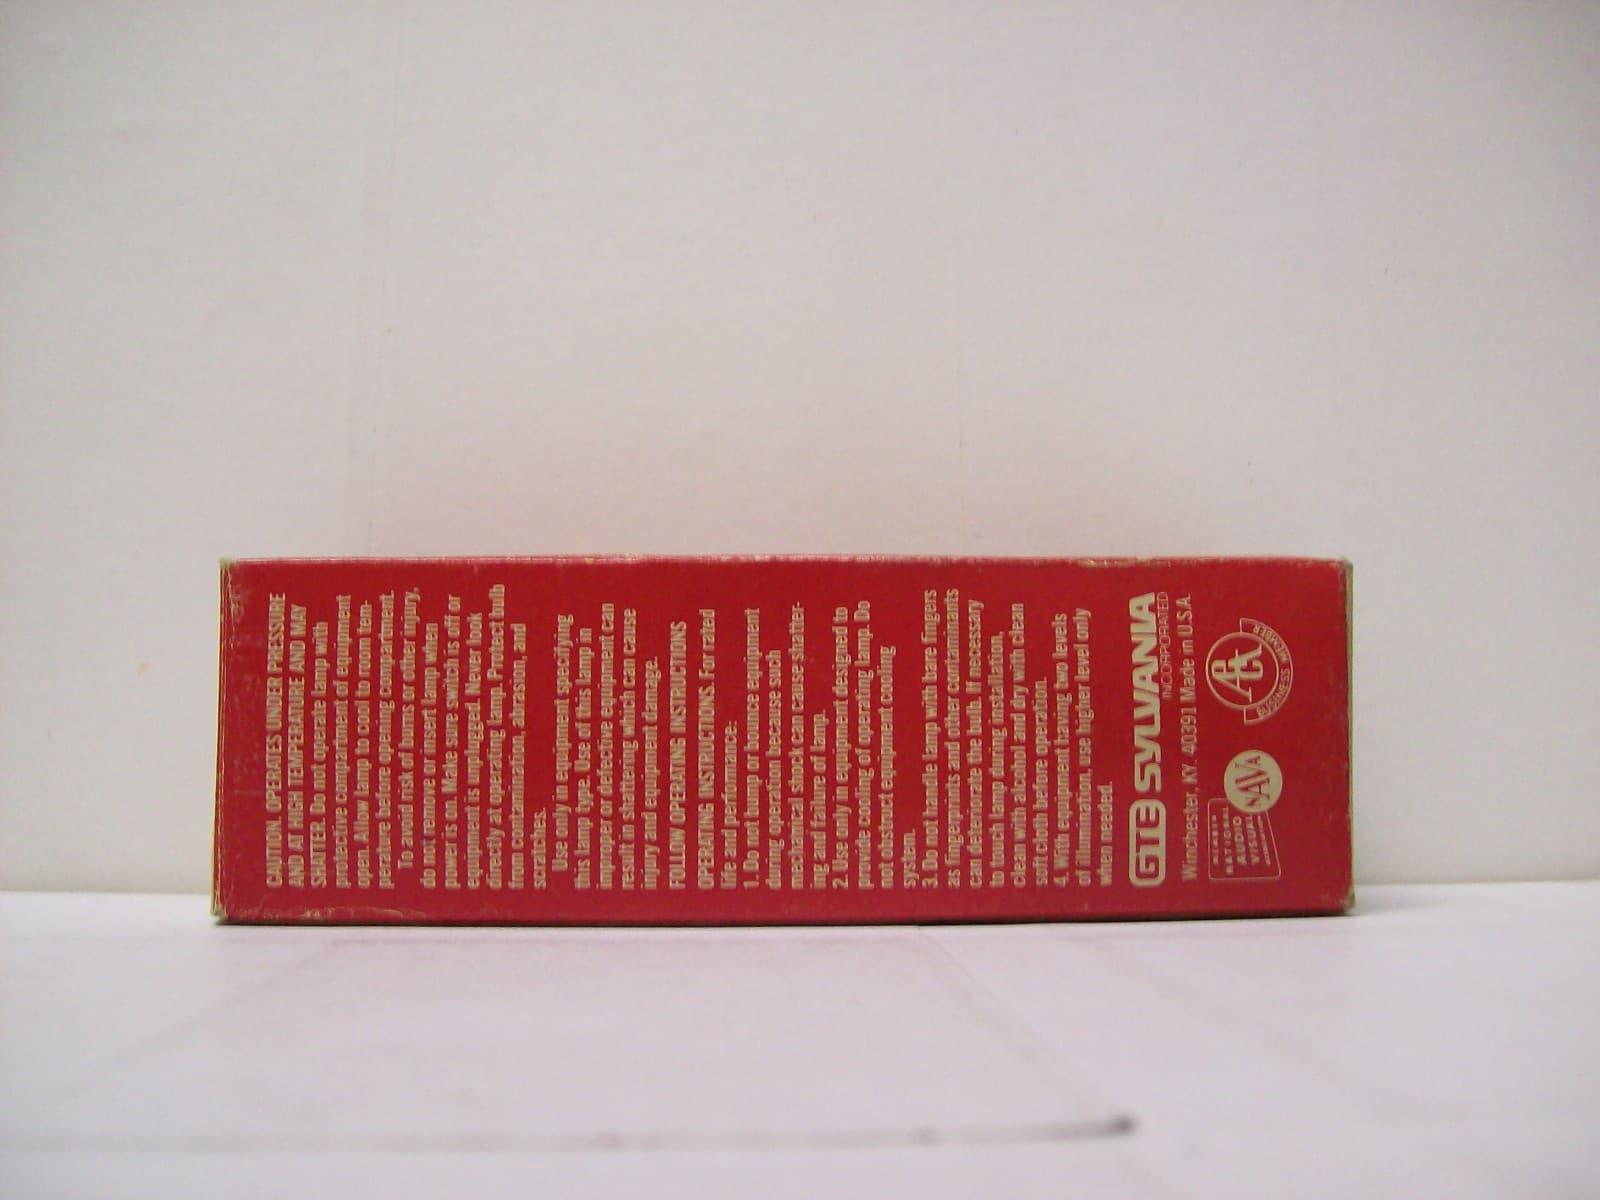 CAUTION. OPERATES UNDER PRESSURE
AND AT HIGH TEMPERATURE AND MAY
SHATTER. Do not operate lamp with
protective compartment of equipment
open. Allow lamp to cool to room tem-
perature before opening compartment.
To avoid risk of burns or other injury,
do not remove or insert lamp when
power is on. Make sure switch is off or
equipment is unplugged. Never look
directly at operating lamp. Protect bulb
from contamination, abrasion, and
scratches.
Use only in equipment specifying
this lamp type. Use of this lamp in
improper or defective equipment can
result in shattering which can cause
injury and equipment damage.
FOLLOW OPERATING INSTRUCTIONS
OPERATING INSTRUCTIONS. For rated
life and performance:
1. Do not bump or bounce equipment
during operation because such
mechanical shock can cause shatter-
ing and failure of lamp.
2. Use only in equipment designed to
provide cooling of operating lamp. Do
not obstruct equipment cooling
system.
3. Do not handle lamp with bare fingers
as fingerprints and other contaminants
can deteriorate the bulb. If necessary
to touch lamp during installation,
clean with alcohol and dry with clean
soft cloth before operation.
4. With equipment having two levels
of illumination, use higher level only
when needed.
GTE SYLVANIA
INCORPORATED
Winchester, KY. 40391 Made in U.S.A.
MEMBER
NATIONAL
AUDIO
VISUAL
NAVA
BUSINESS MEMBER